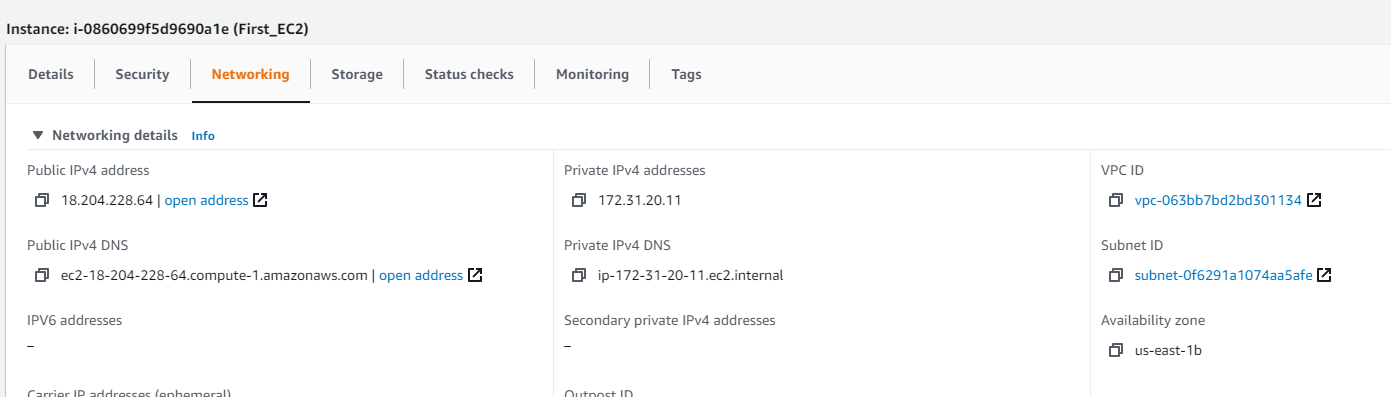 Instance: i-0860699f5d9690a1e (First_EC2)
Details Security Networking Storage Status checks Monitoring Tags
Networking details Info
Public IPv4 address
18.204.228.64 | open address
Public IPv4 DNS
ec2-18-204-228-64.compute-1.amazonaws.com | open address
IPV6 addresses
–
Carrier IP addresses (ephemeral)
Private IPv4 addresses
172.31.20.11
Private IPv4 DNS
ip-172-31-20-11.ec2.internal
Secondary private IPv4 addresses
–
Outpost ID
VPC ID
vpc-063bb7bd2bd301134
Subnet ID
subnet-0f6291a1074aa5afe
Availability zone
us-east-1b